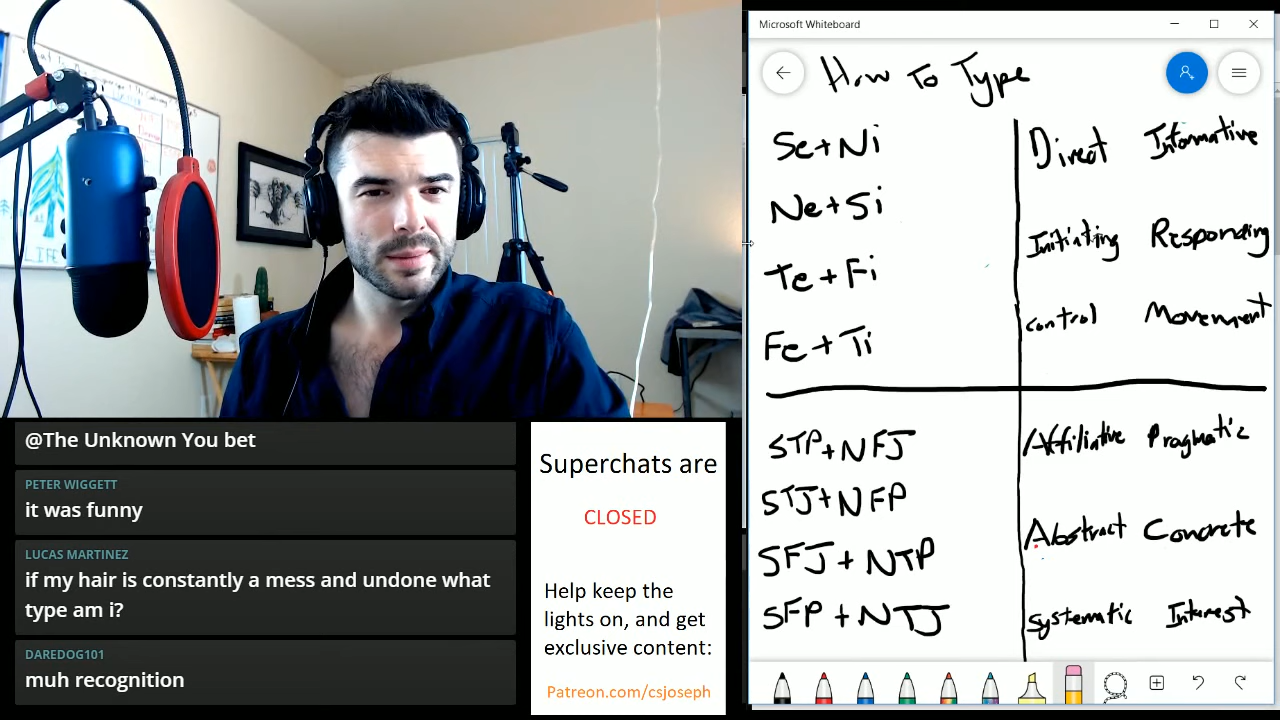 Microsoft Whiteboard
How To Type
Se+Ni
Ne+Si
Te+Fi
Fe+Ti
Direct Informative
Initiating Responding
control Movement
STP+NFJ
STJ+NFP
SFJ+NTP
SFP+NTJ
Affiliative Pragmatic
Abstract Concrete
Systematic Interest
@The Unknown You bet
PETER WIGGETT
it was funny
LUCAS MARTINEZ
if my hair is constantly a mess and undone what
type am i?
DAREDOG101
muh recognition
Superchats are
CLOSED
Help keep the
lights on, and get
exclusive content:
Patreon.com/csjoseph
LIFE